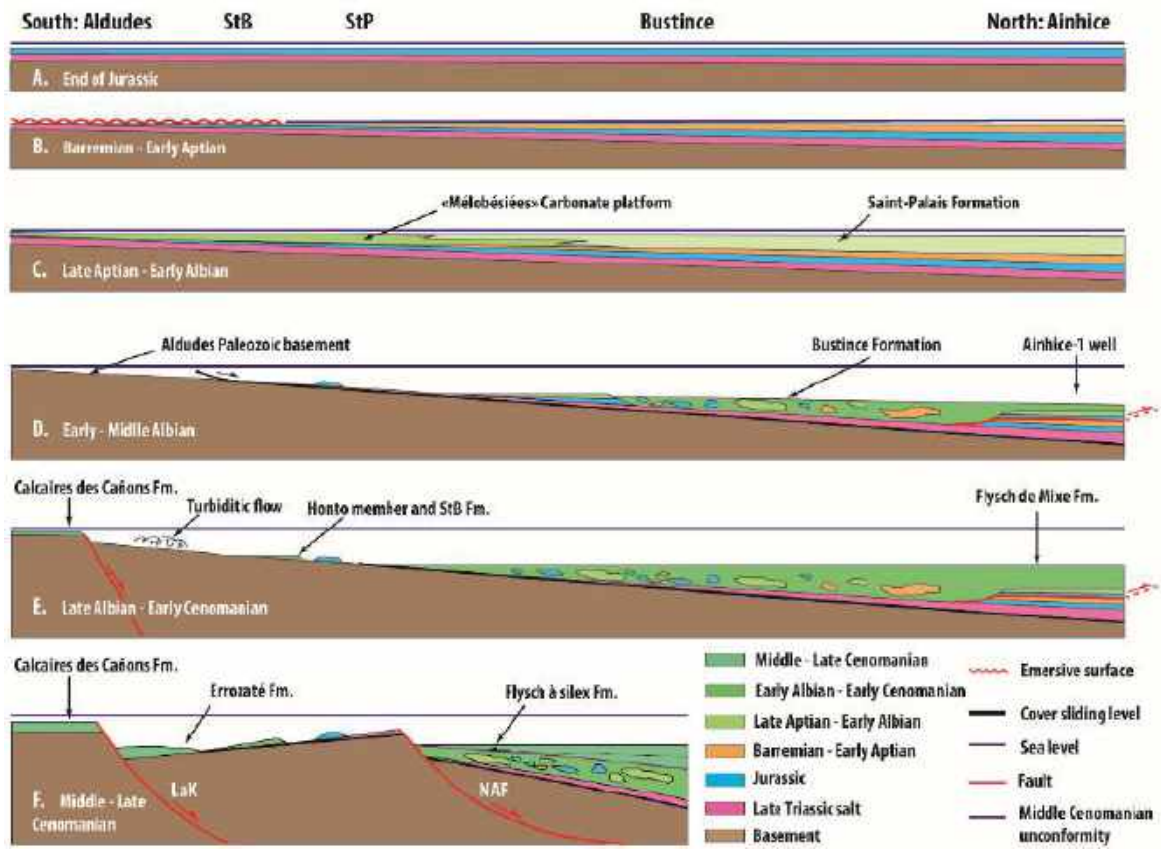 South: Aldudes StB StP Bustince North: Ainhice
A. End of Jurassic
B. Barremian - Early Aptian
«Mélobésiées» Carbonate platform
Saint-Palais Formation
C. Late Aptian - Early Albian
Aldudes Paleozoic basement
Bustince Formation
Ainhice-1 well
D. Early - Midlle Albian
Calcaires des Cañons Fm.
Turbiditic flow
Honto member and StB Fm.
Flysch de Mixe Fm.
E. Late Albian - Early Cenomanian
Calcaires des Cañons Fm.
Errozaté Fm.
Flysch à silex Fm.
LaK
NAF
F. Middle - Late
Cenomanian
Middle - Late Cenomanian
Early Albian - Early Cenomanian
Late Aptian - Early Albian
Barremian - Early Aptian
Jurassic
Late Triassic salt
Basement
Emersive surface
Cover sliding level
Sea level
Fault
Middle Cenomanian
unconformity